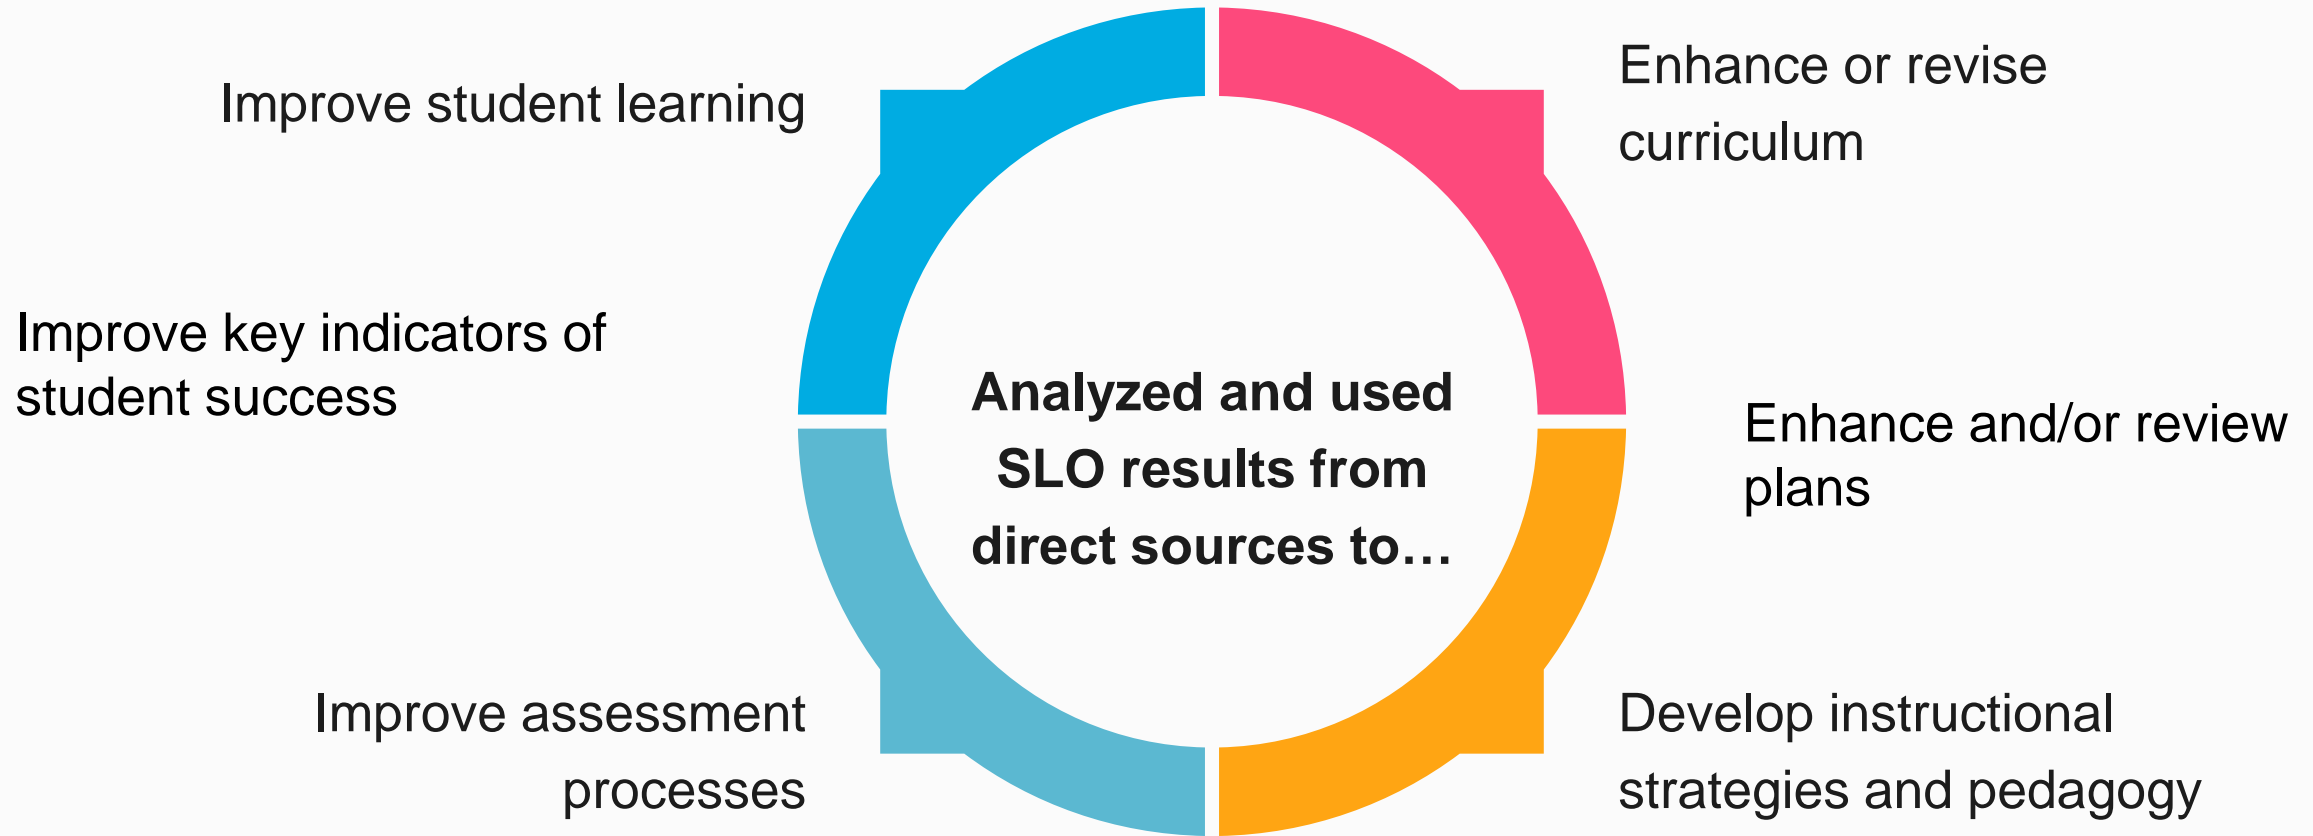 Improve student learning
Enhance or revise
curriculum
Improve key indicators of
student success
Analyzed and used
SLO results from
direct sources to…
Enhance and/or review
plans
Improve assessment
processes
Develop instructional
strategies and pedagogy